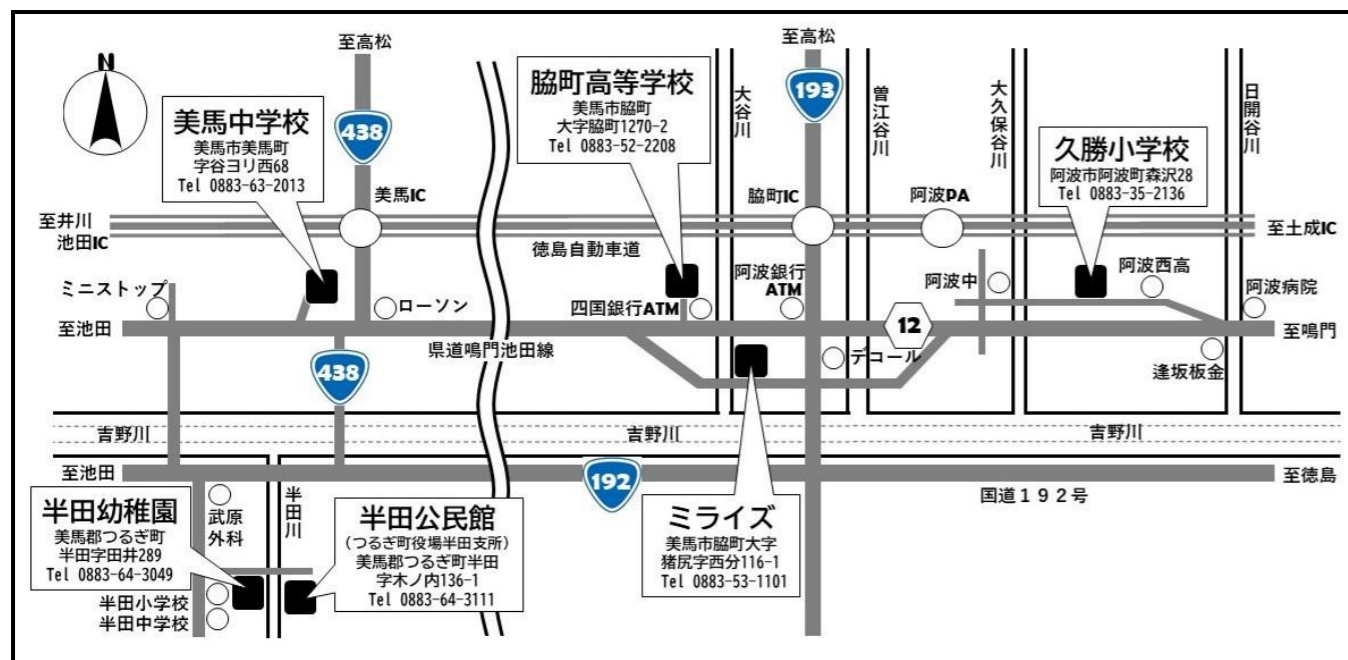 N
至高松
438
美馬中学校
美馬市美馬町
字谷ヨリ西68
Tel 0883-63-2013
美馬IC
脇町高等学校
美馬市脇町
大字脇町1270-2
Tel 0883-52-2208
大谷川
至高松
193
曽江谷川
大久保谷川
日開谷川
久勝小学校
阿波市阿波町森沢28
Tel 0883-35-2136
脇町IC
阿波PA
至井川
池田IC
徳島自動車道
至土成IC
ミニストップ
ローソン
四国銀行ATM
阿波銀行
ATM
阿波中
阿波西高
阿波病院
至池田
県道鳴門池田線
12
至鳴門
438
デコール
逢坂板金
吉野川
吉野川
吉野川
至池田
192
国道192号
至徳島
武原
外科
半田川
半田幼稚園
美馬郡つるぎ町
半田字田井289
Tel 0883-64-3049
半田公民館
(つるぎ町役場半田支所)
美馬郡つるぎ町半田
字木ノ内136-1
Tel 0883-64-3111
ミライズ
美馬市脇町大字
猪尻字西分116-1
Tel 0883-53-1101
半田小学校
半田中学校